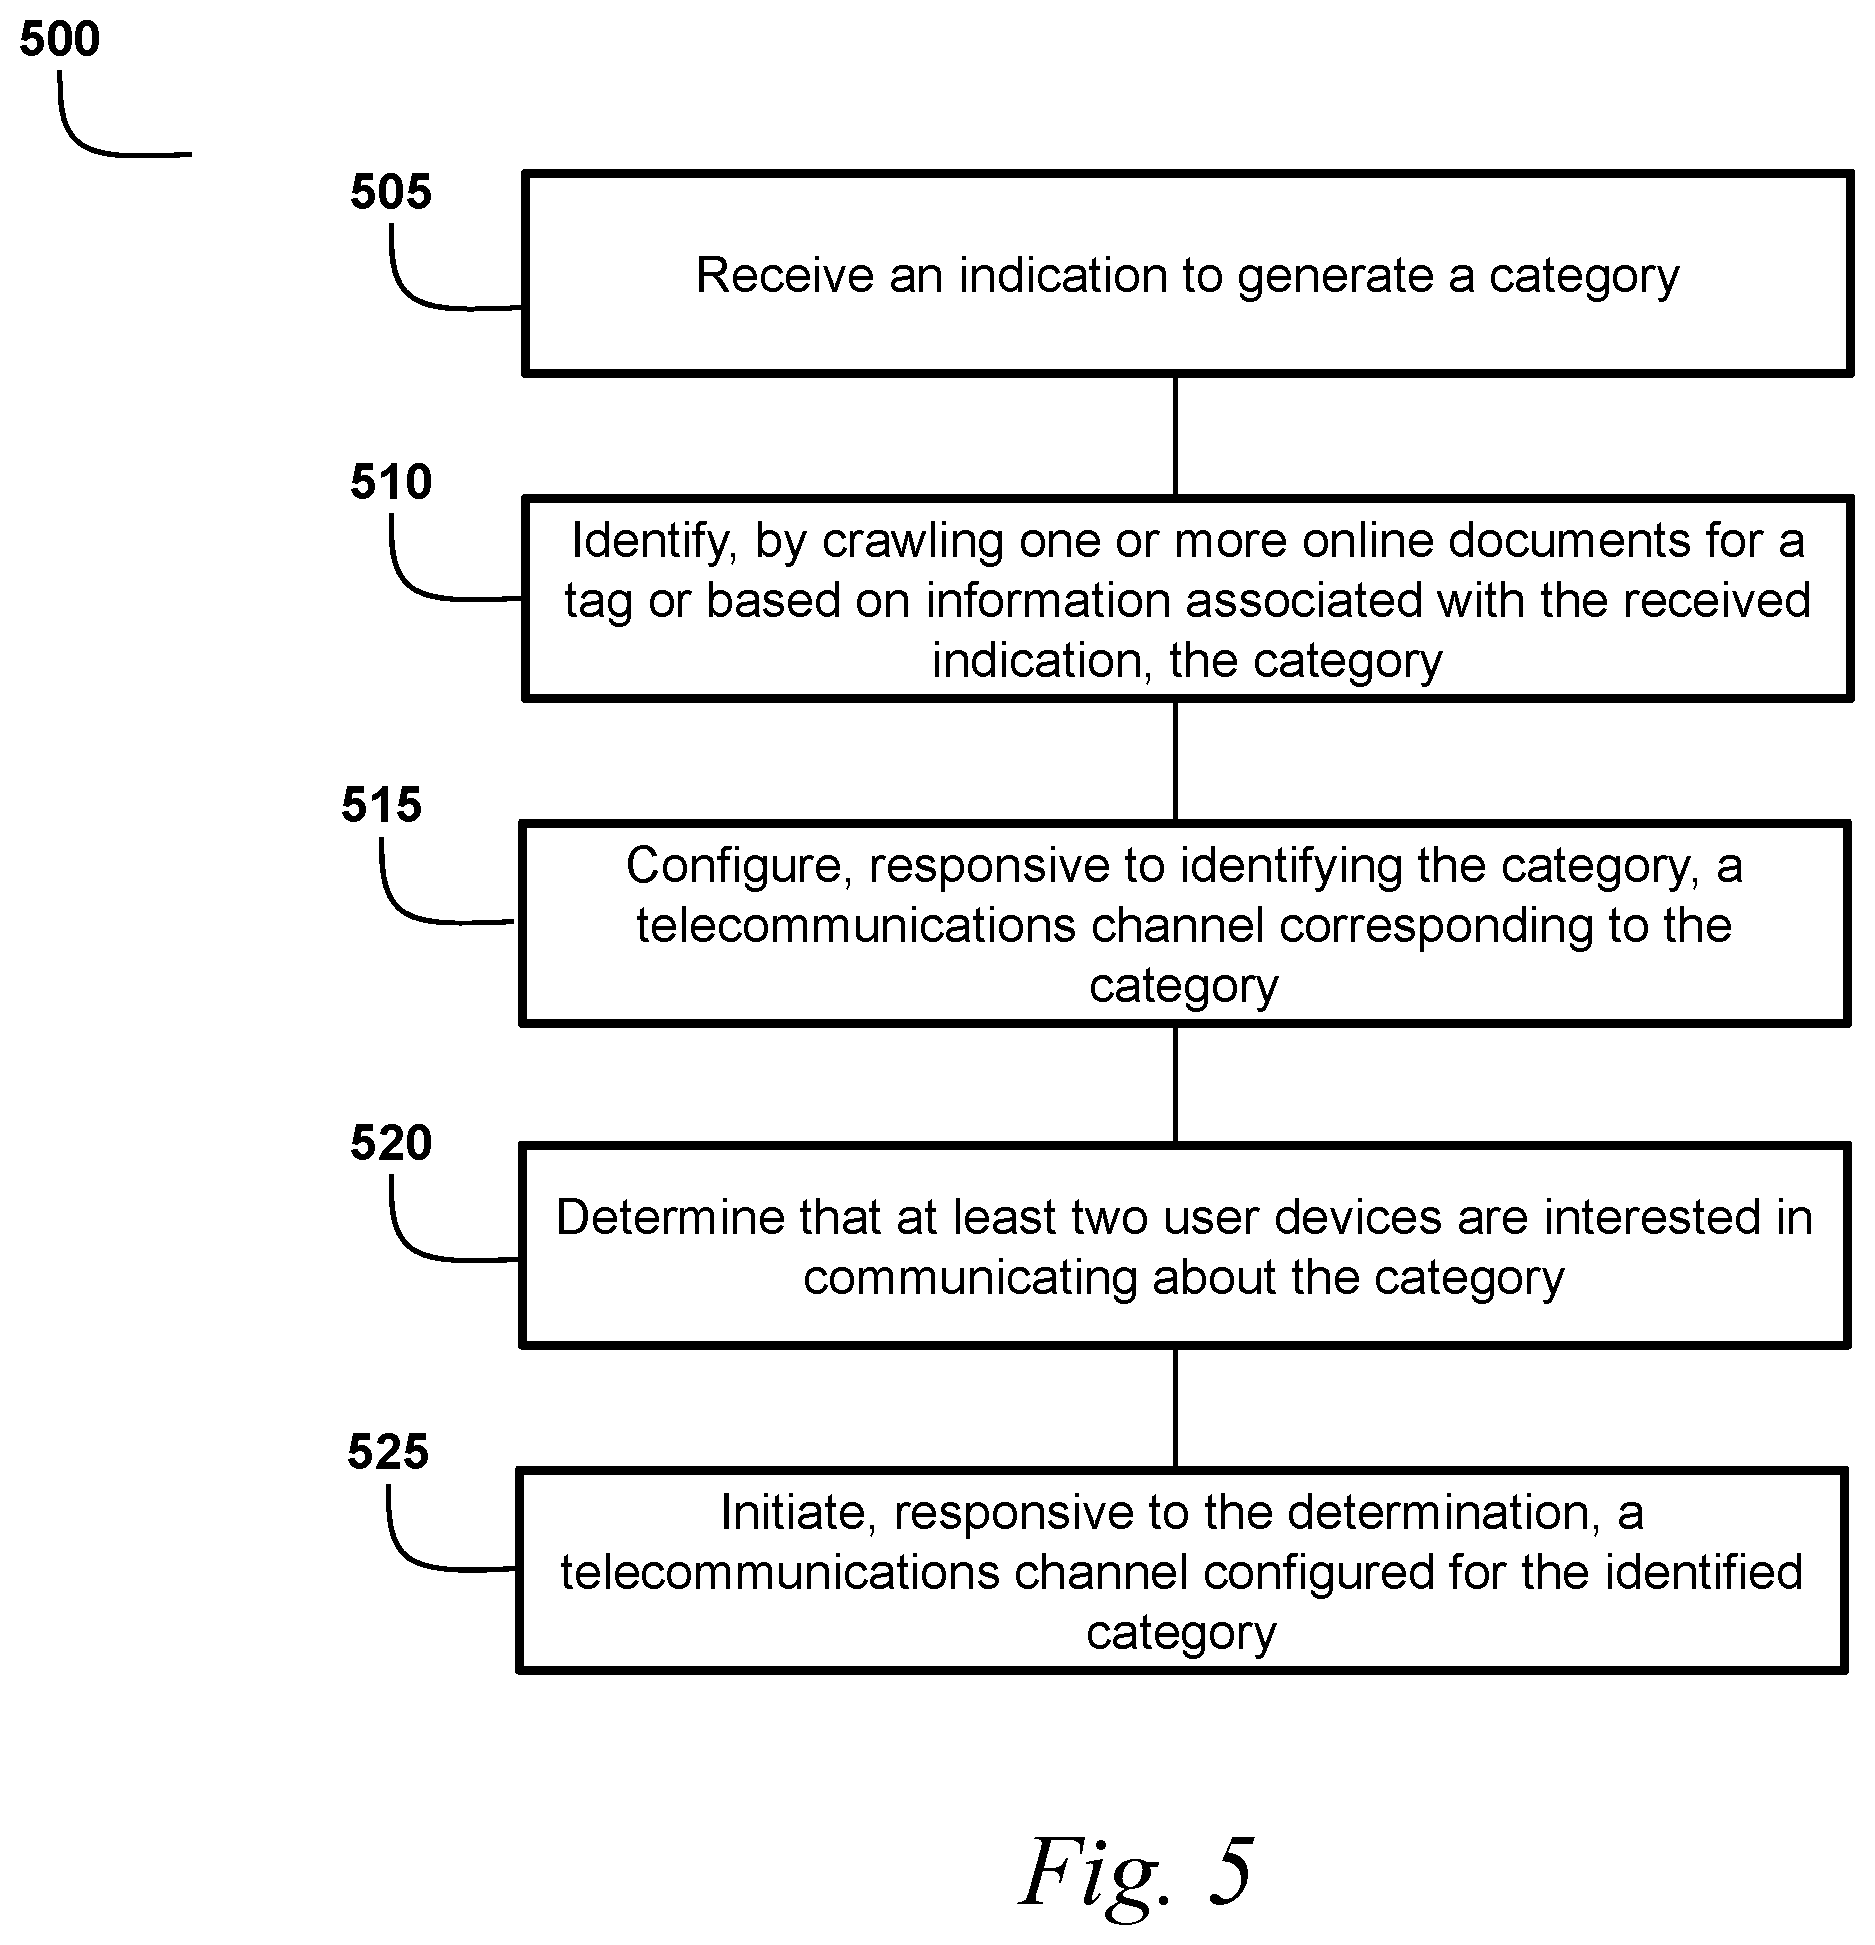 500
505
Receive an indication to generate a category
510
Identify, by crawling one or more online documents for a
tag or based on information associated with the received
indication, the category
515
Configure, responsive to identifying the category, a
telecommunications channel corresponding to the
category
520
Determine that at least two user devices are interested in
communicating about the category
525
Initiate, responsive to the determination, a
telecommunications channel configured for the identified
category
Fig. 5